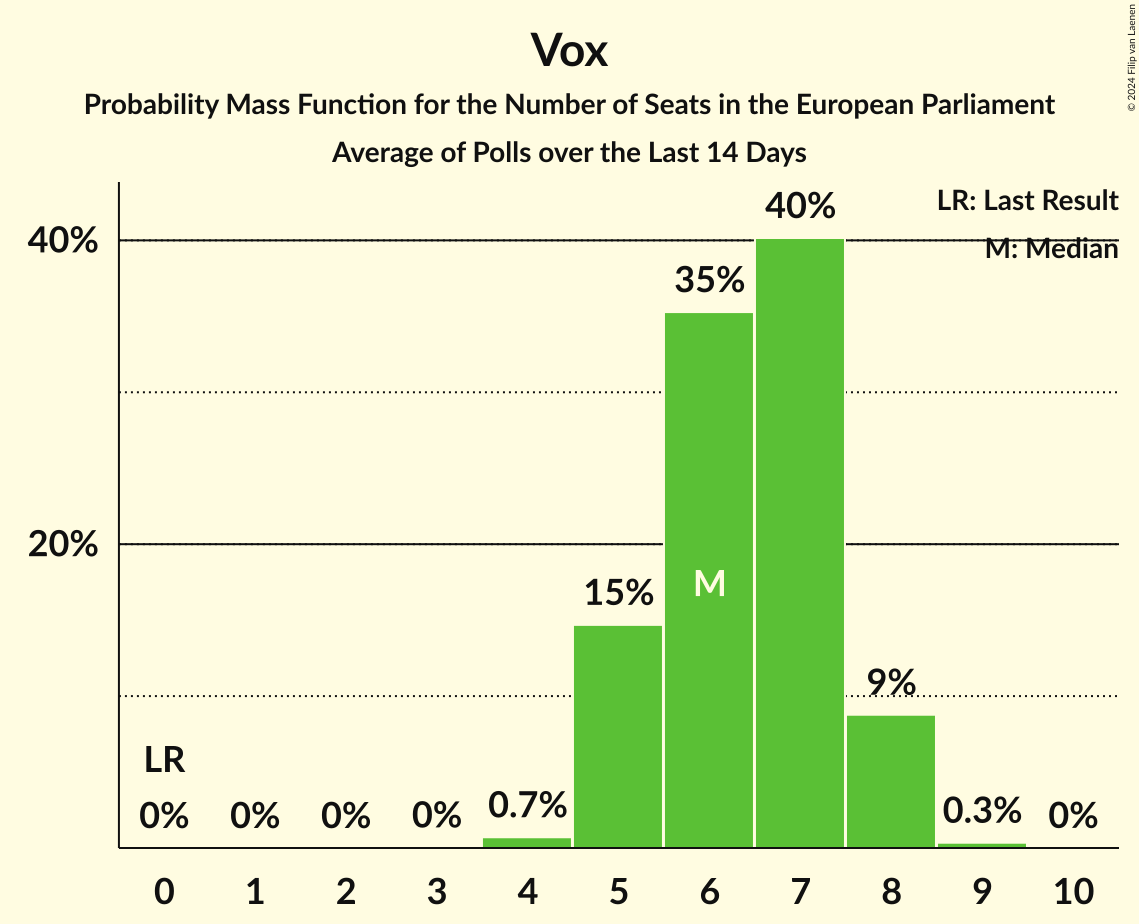 Vox
Probability Mass Function for the Number of Seats in the European Parliament
Average of Polls over the Last 14 Days
© 2024 Filip van Laenen
LR: Last Result
M: Median
40%
20%
LR
0%
0%
0%
0%
0.7%
15%
35%
40%
9%
0.3%
0%
M
0 1 2 3 4 5 6 7 8 9 10